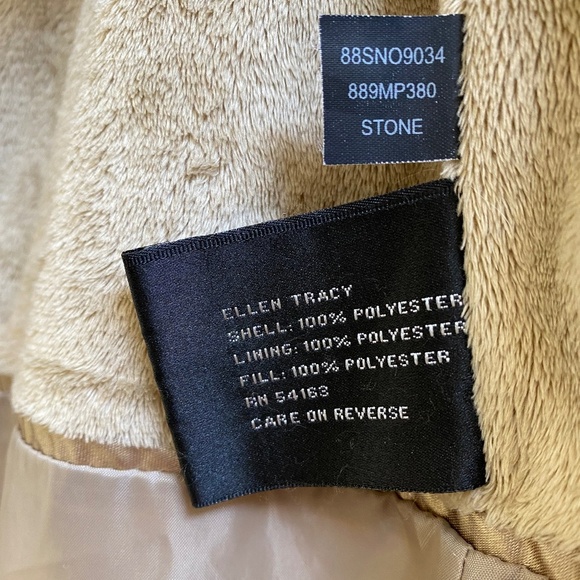 88SNO9034
889MP380
STONE
ELLEN TRACY
SHELL: 100% POLYESTER
LINING: 100% POLYESTER
FILL: 100% POLYESTER
RN 54163
CARE ON REVERSE